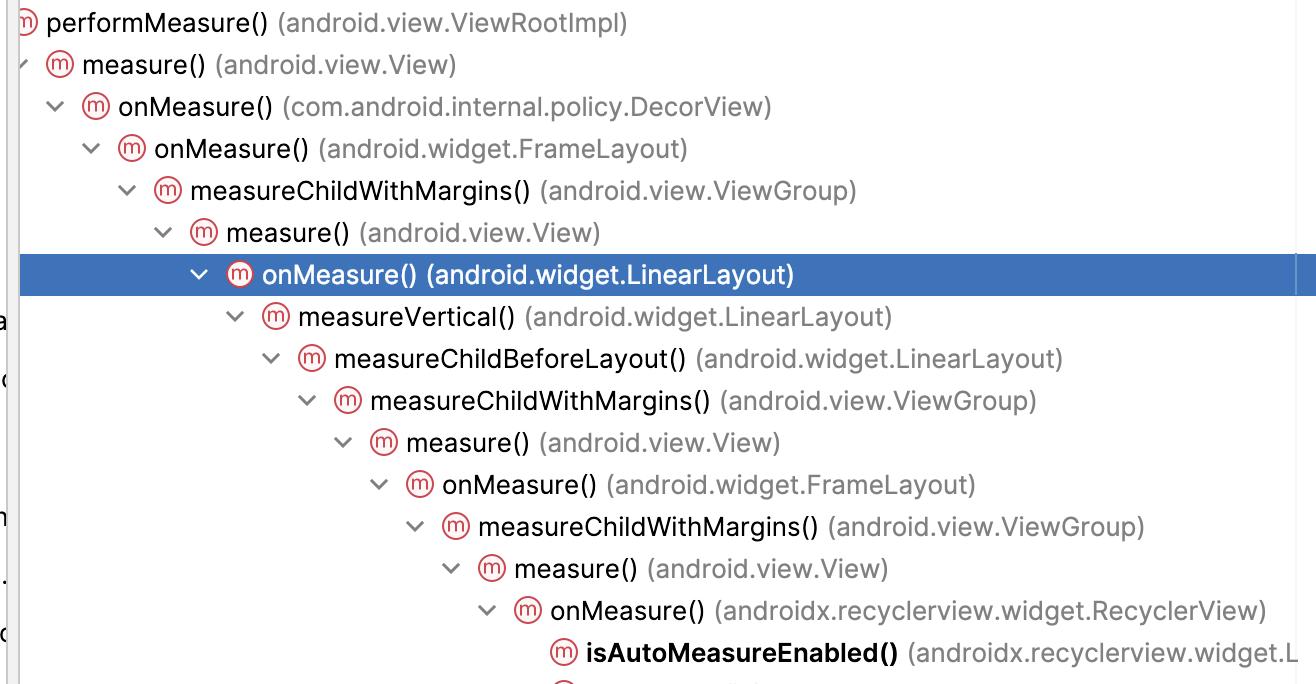 performMeasure() (android.view.ViewRootImpl)
measure() (android.view.View)
onMeasure() (com.android.internal.policy.DecorView)
onMeasure() (android.widget.FrameLayout)
measureChildWithMargins() (android.view.ViewGroup)
measure() (android.view.View)
onMeasure() (android.widget.LinearLayout)
measureVertical() (android.widget.LinearLayout)
measureChildBeforeLayout() (android.widget.LinearLayout)
measureChildWithMargins() (android.view.ViewGroup)
measure() (android.view.View)
onMeasure() (android.widget.FrameLayout)
measureChildWithMargins() (android.view.ViewGroup)
measure() (android.view.View)
onMeasure() (androidx.recyclerview.widget.RecyclerView)
isAutoMeasureEnabled() (androidx.recyclerview.widget.L